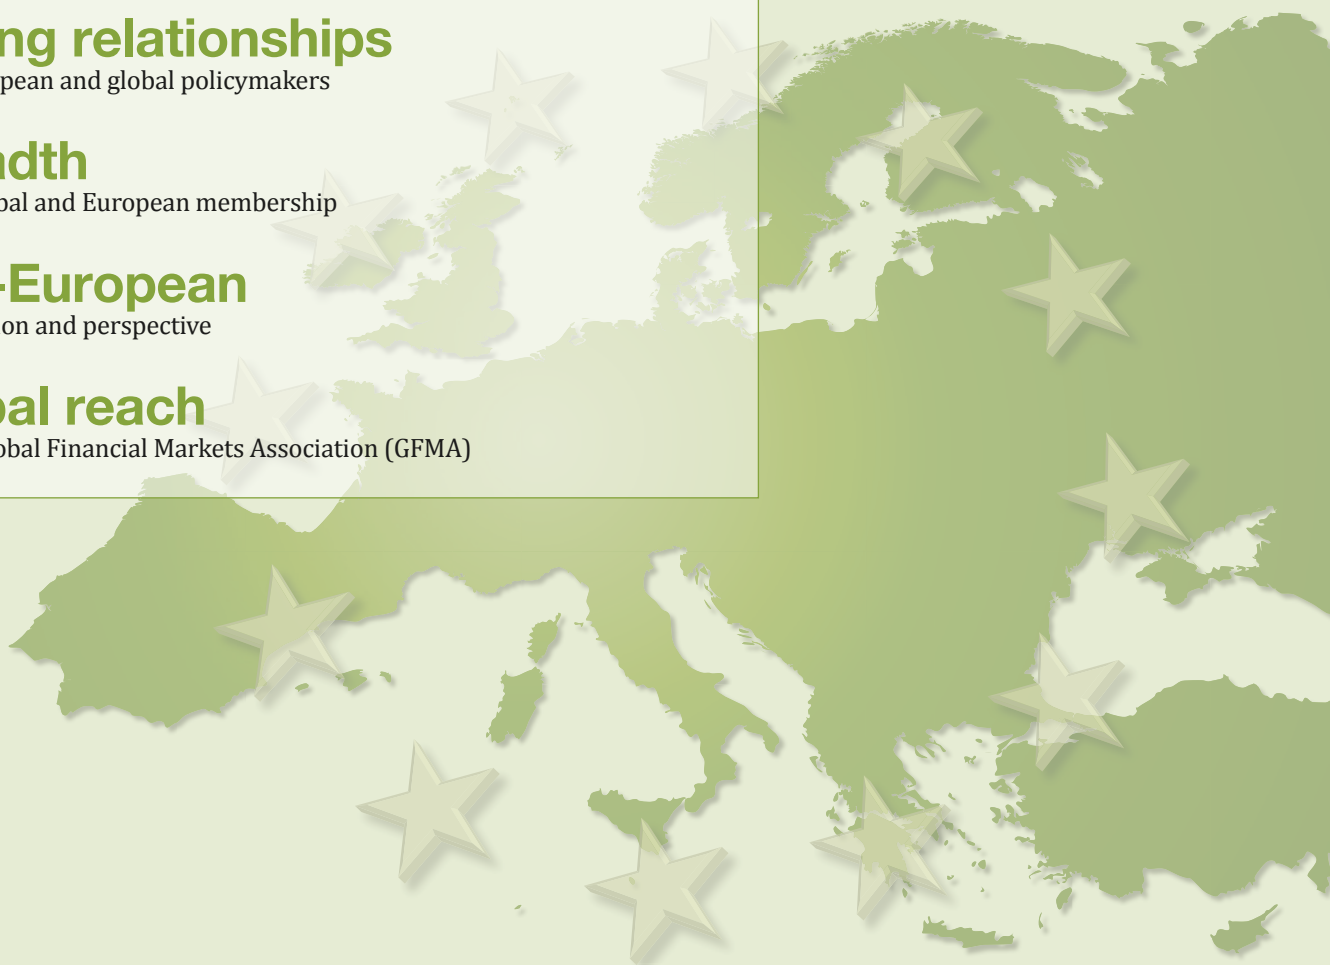 ng relationships
pean and global policymakers
adth
bal and European membership
-European
on and perspective
bal reach
obal Financial Markets Association (GFMA)